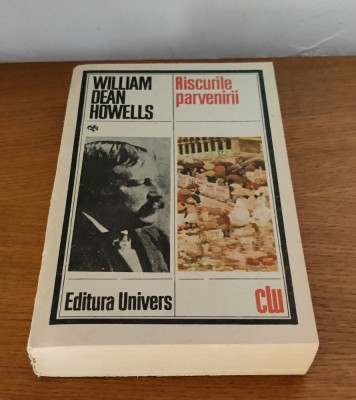 WILLIAM
DEAN
HOWELLS
Riscurile
parvenirii
Editura Univers
clu